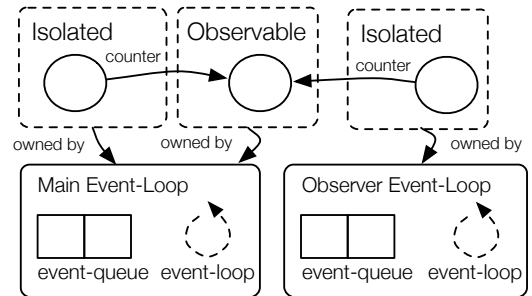 Isolated
Observable
Isolated
counter
counter
owned by
owned by
owned by
Main Event-Loop
Observer Event-Loop
event-queue
event-loop
event-queue
event-loop